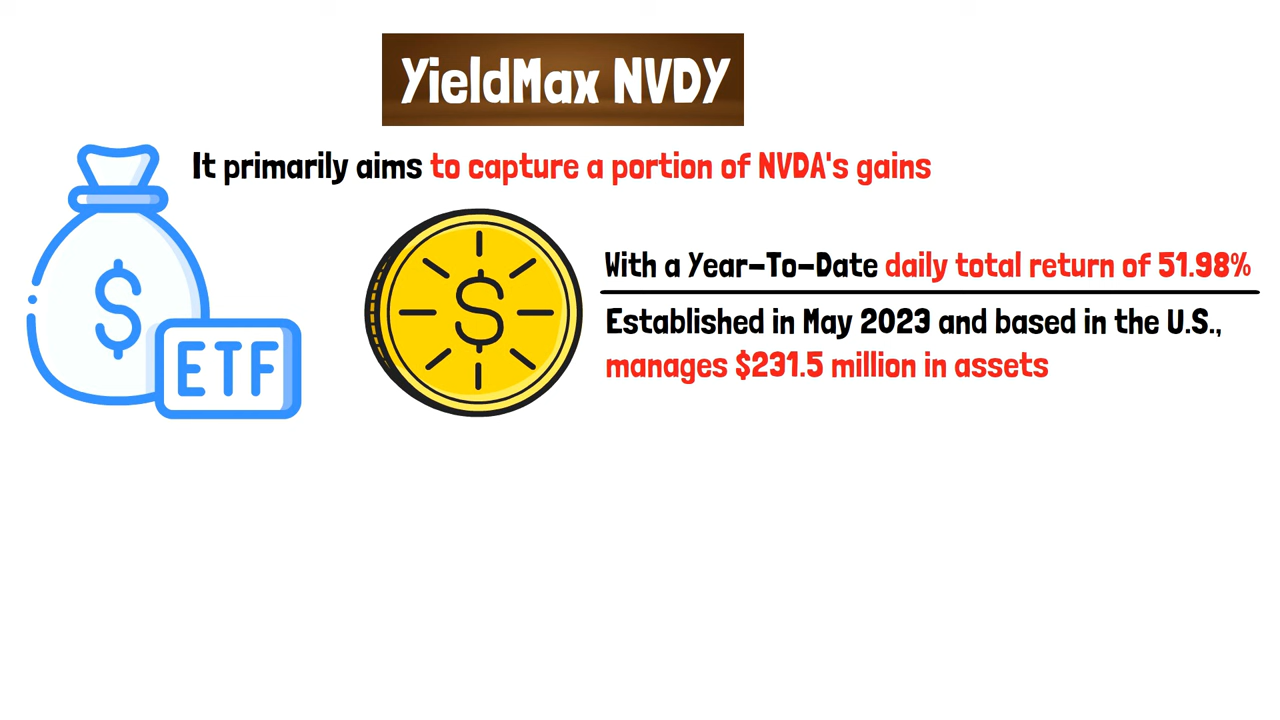 YieldMax NVDY
It primarily aims to capture a portion of NVDA's gains
With a Year-To-Date daily total return of 51.98%
Established in May 2023 and based in the U.S.,
manages $231.5 million in assets
$
ETF
$